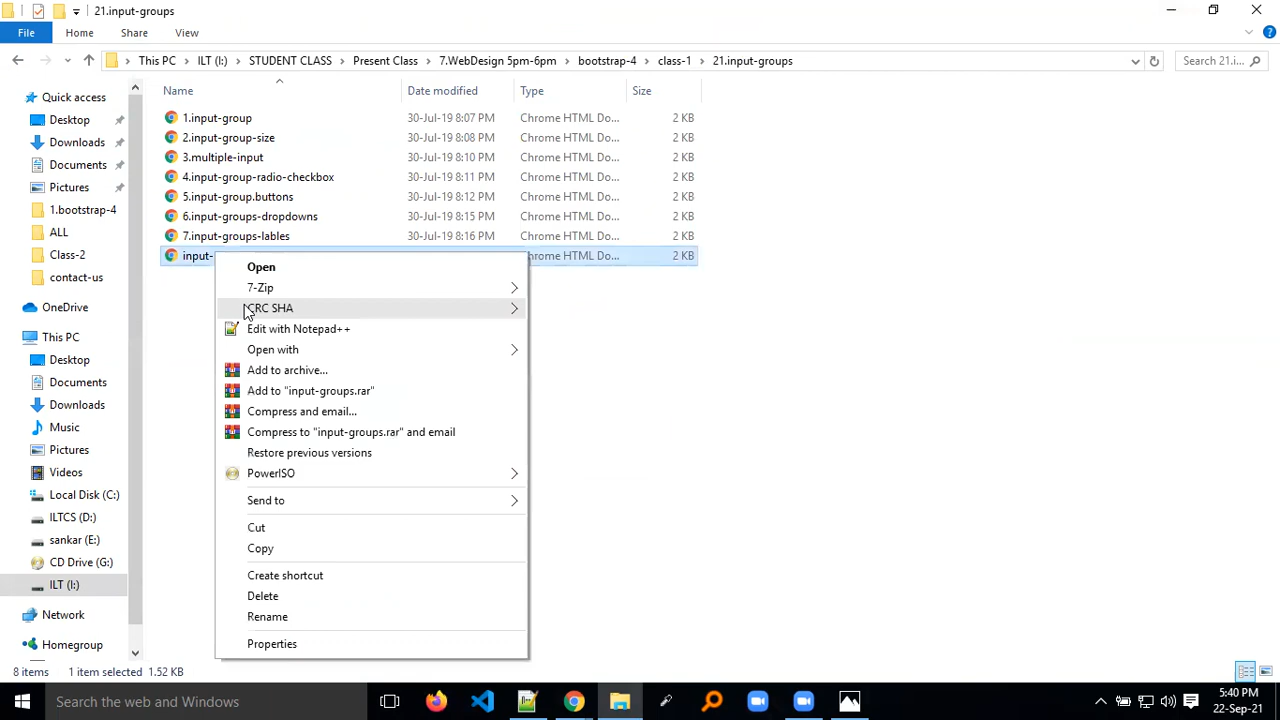 21.input-groups
File Home Share View
This PC ILT (I:) STUDENT CLASS Present Class 7.WebDesign 5pm-6pm bootstrap-4 class-1 21.input-groups Search 21.i...
Name Date modified Type Size
Quick access
Desktop
Downloads
Documents
Pictures
1.bootstrap-4
ALL
Class-2
contact-us
OneDrive
This PC
Desktop
Documents
Downloads
Music
Pictures
Videos
Local Disk (C:)
ILTCS (D:)
sankar (E:)
CD Drive (G:)
ILT (I:)
Network
Homegroup
1.input-group 30-Jul-19 8:07 PM Chrome HTML Do... 2 KB
2.input-group-size 30-Jul-19 8:08 PM Chrome HTML Do... 2 KB
3.multiple-input 30-Jul-19 8:10 PM Chrome HTML Do... 2 KB
4.input-group-radio-checkbox 30-Jul-19 8:11 PM Chrome HTML Do... 2 KB
5.input-group.buttons 30-Jul-19 8:12 PM Chrome HTML Do... 2 KB
6.input-groups-dropdowns 30-Jul-19 8:15 PM Chrome HTML Do... 2 KB
7.input-groups-lables 30-Jul-19 8:16 PM Chrome HTML Do... 2 KB
input- hrome HTML Do... 2 KB
Open
7-Zip
CRC SHA
Edit with Notepad++
Open with
Add to archive...
Add to "input-groups.rar"
Compress and email...
Compress to "input-groups.rar" and email
Restore previous versions
PowerISO
Send to
Cut
Copy
Create shortcut
Delete
Rename
Properties
8 items 1 item selected 1.52 KB
Search the web and Windows
5:40 PM
22-Sep-21